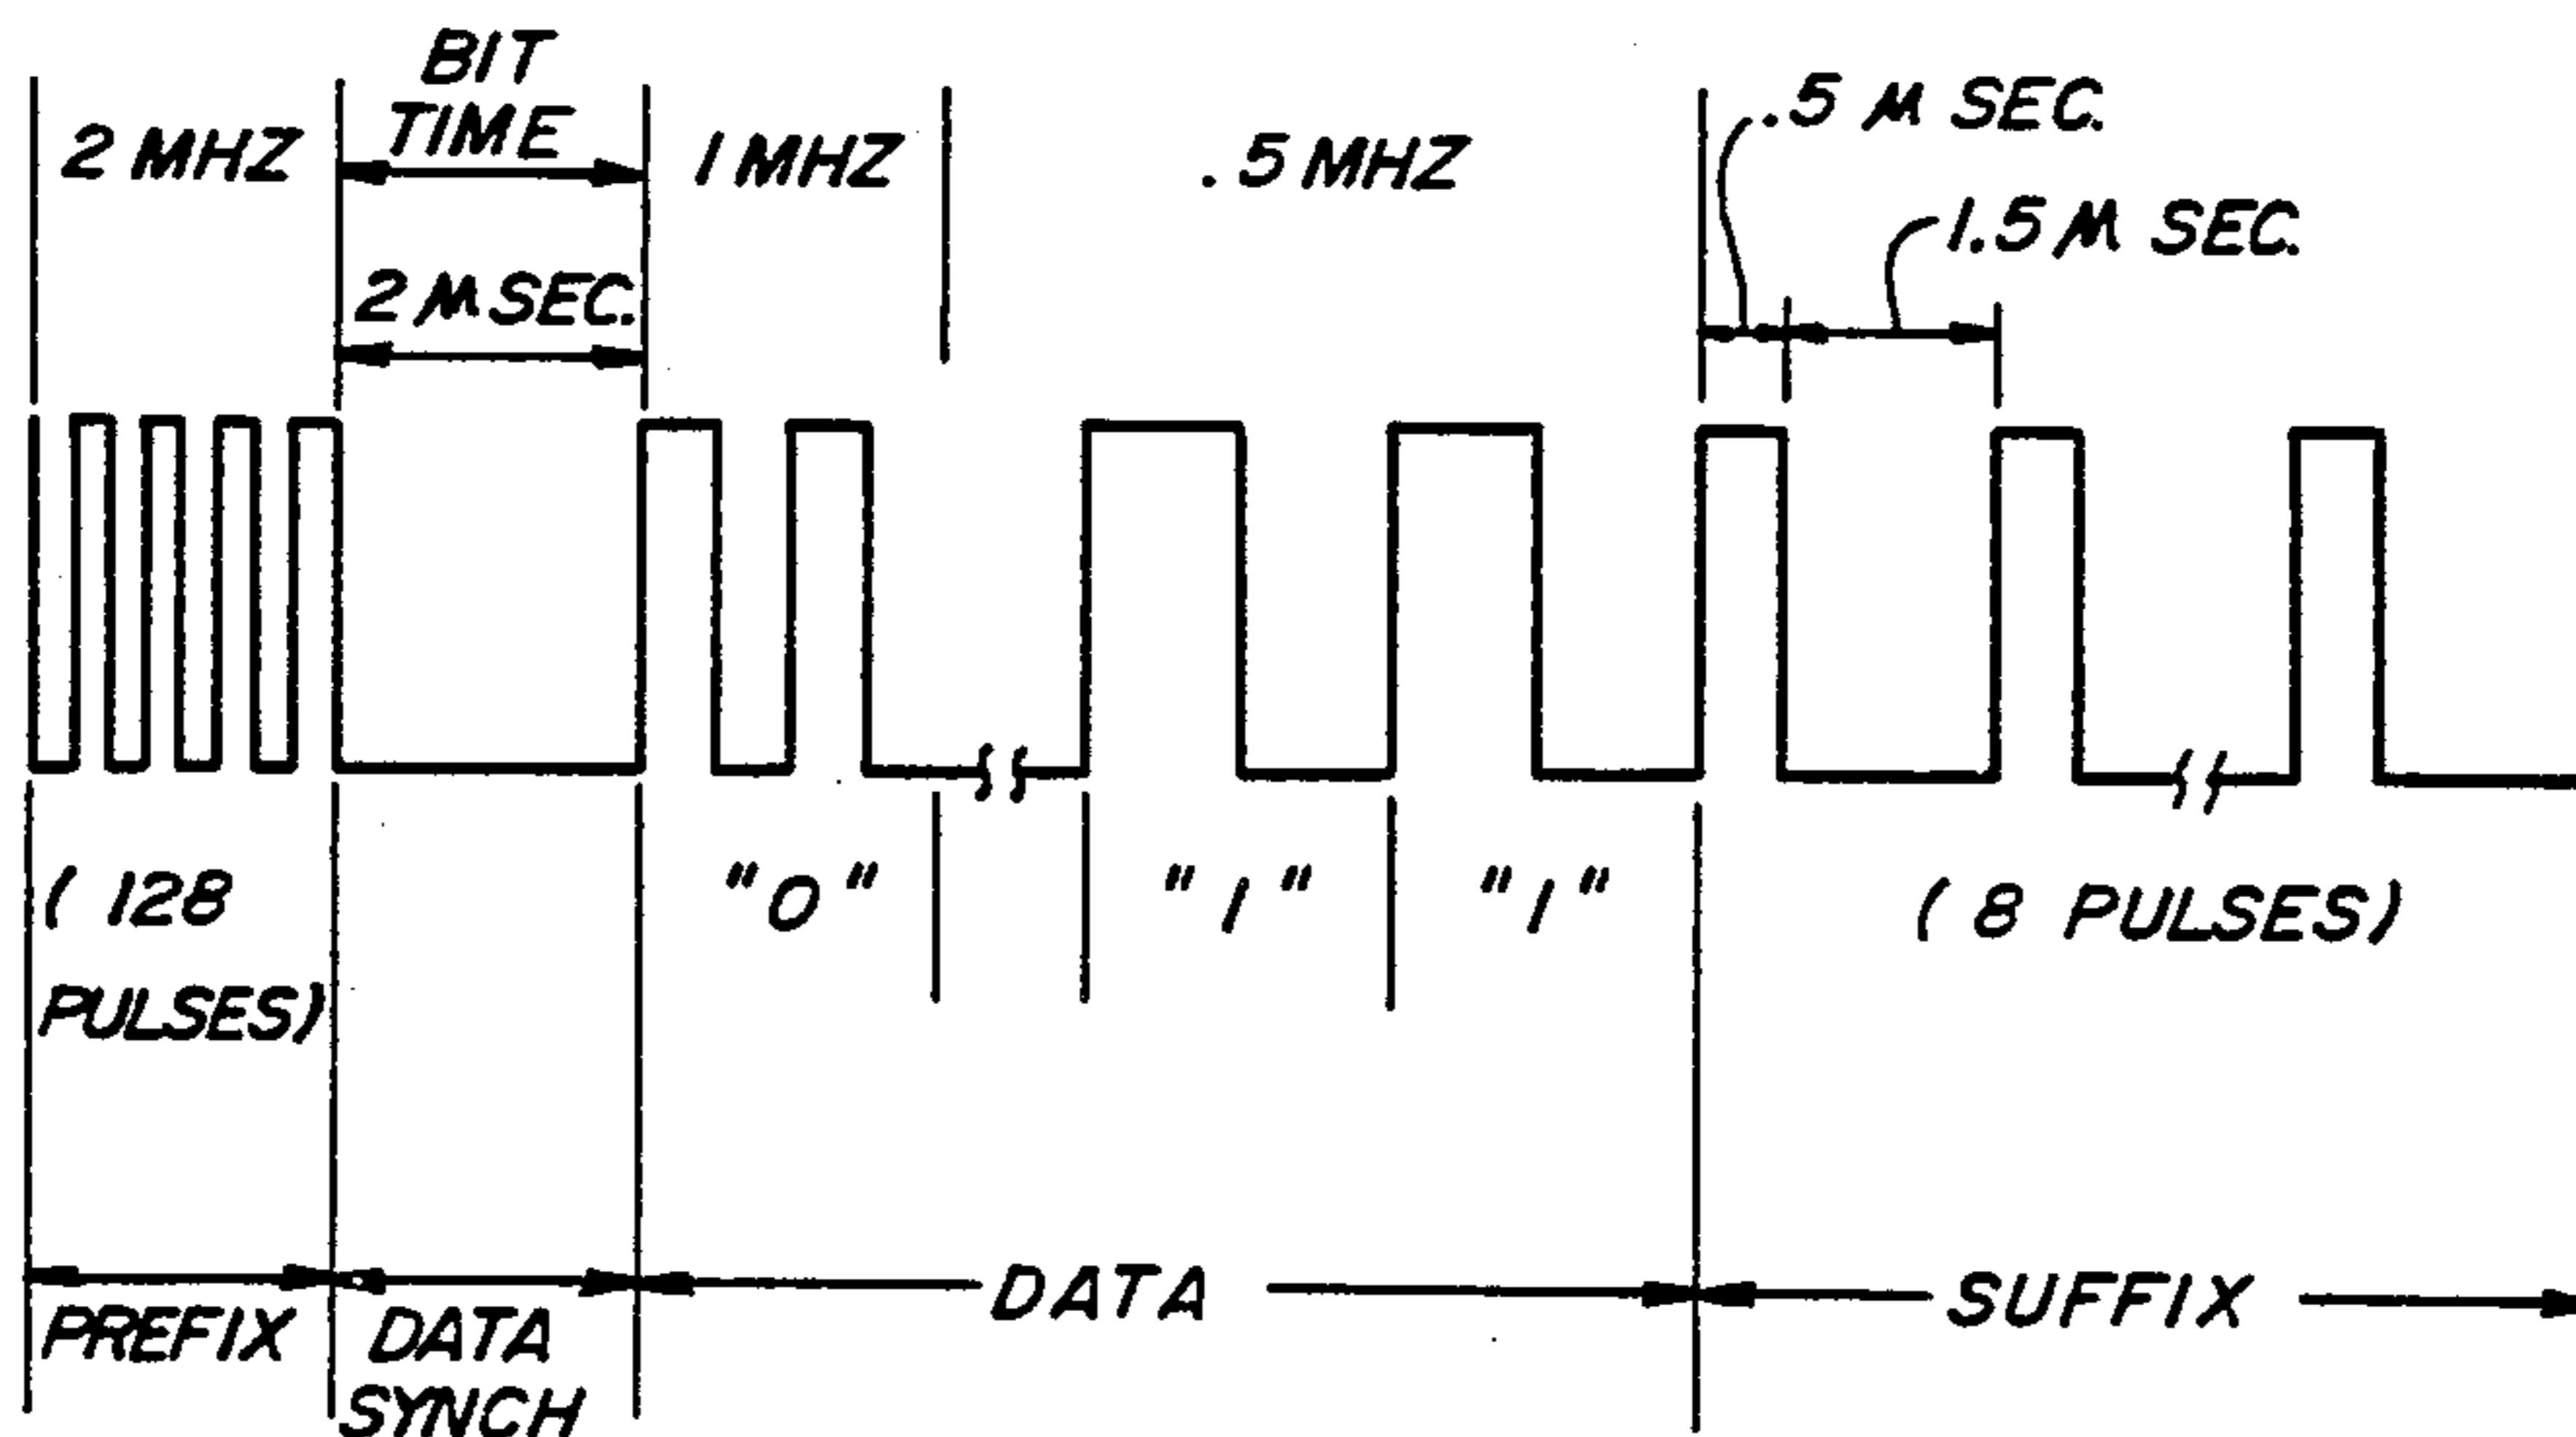 BIT
TIME
2 MHZ
1 MHZ
.5 MHZ
.5 M SEC.
1.5 M SEC.
2 M SEC.
"0"
"1"
"1"
( 128
PULSES)
( 8 PULSES)
PREFIX
DATA
SYNCH
DATA
SUFFIX